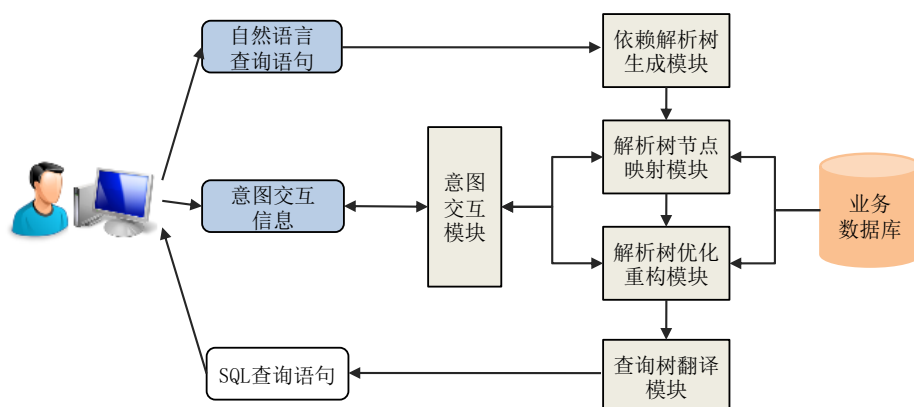 自然语言
查询语句
依赖解析树
生成模块
解析树节点
映射模块
意图
交互
模块
意图交互
信息
业务
数据库
解析树优化
重构模块
SQL查询语句
查询树翻译
模块